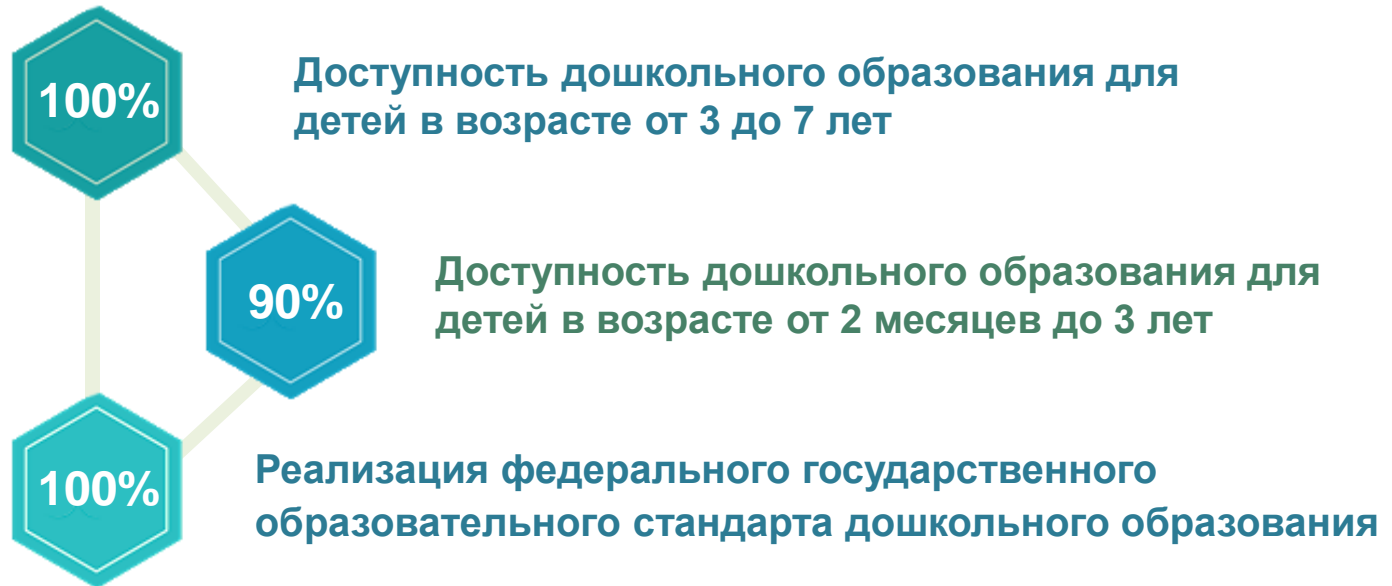 100%
Доступность дошкольного образования для
детей в возрасте от 3 до 7 лет
90%
Доступность дошкольного образования для
детей в возрасте от 2 месяцев до 3 лет
100%
Реализация федерального государственного
образовательного стандарта дошкольного образования